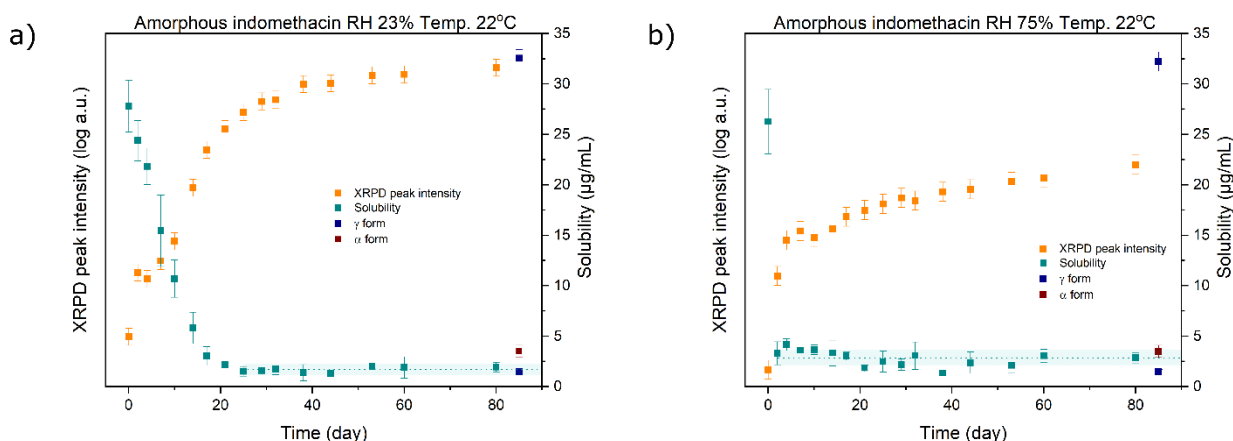 a)
Amorphous indomethacin RH 23% Temp. 22°C
XRPD peak intensity (log a.u.)
35
30
25
20
15
10
5
0
Solubility (µg/mL)
XRPD peak intensity
Solubility
γ form
α form
0 20 40 60 80
Time (day)
b)
Amorphous indomethacin RH 75% Temp. 22°C
XRPD peak intensity (log a.u.)
35
30
25
20
15
10
5
0
Solubility (µg/mL)
XRPD peak intensity
Solubility
γ form
α form
0 20 40 60 80
Time (day)